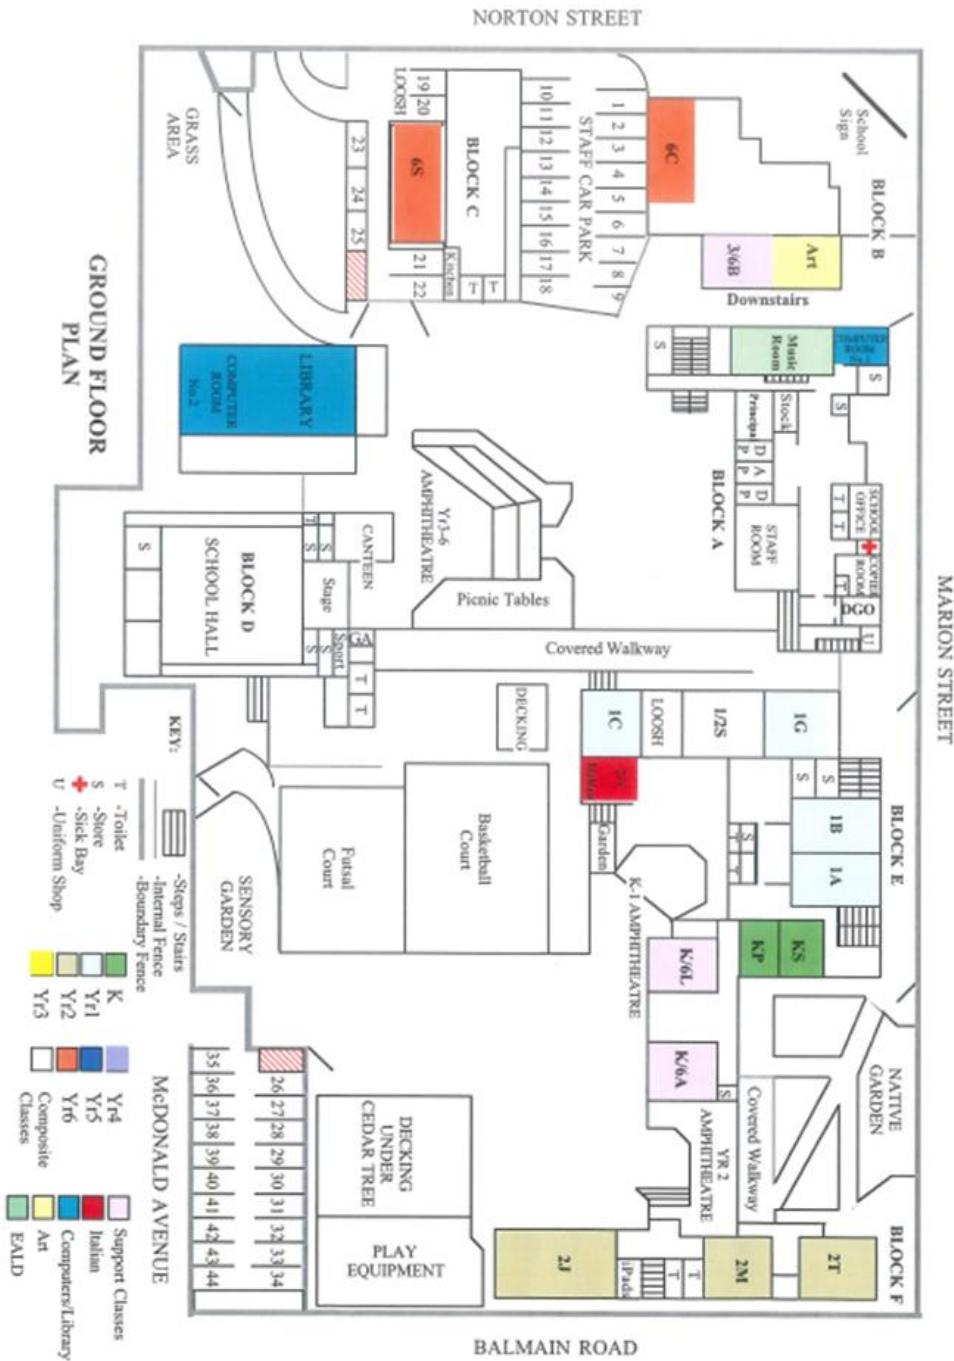 NORTON STREET
School
Sign
BLOCK B
6C
3/6B
Art
Downstairs
STAFF CAR PARK
1
2
3
4
5
6
7
8
9
10
11
12
13
14
15
16
17
18
LOOSH
19
20
6S
BLOCK C
21
22
Kitchen
T
T
23
24
25
GRASS
AREA
GROUND FLOOR
PLAN
LIBRARY
COMPUTER
ROOM
No.2
S
Music
Room
COMPUTER
ROOM
No.1
S
S
Stock
Principal
D
P
A
P
D
P
BLOCK A
STAFF
ROOM
SCHOOL
OFFICE
T
T
COPIER
ROOM
T
DGO
U
MARION STREET
Yr3-6
AMPHITHEATRE
Picnic Tables
CANTEEN
T
S
S
Stage
BLOCK D
SCHOOL HALL
S
S
S
Sport
GA
T
T
Covered Walkway
DECKING
1C
LOOSH
1/2S
1G
S
S
BLOCK E
1B
1A
S
T
T
Garden
K-1 AMPHITHEATRE
Basketball
Court
Futsal
Court
SENSORY
GARDEN
KP
KS
K/6L
K/6A
S
NATIVE
GARDEN
Covered Walkway
YR 2
AMPHITHEATRE
BLOCK F
2T
2M
T
T
iPads
2J
DECKING
UNDER
CEDAR TREE
PLAY
EQUIPMENT
26
27
28
29
30
31
32
33
34
35
36
37
38
39
40
41
42
43
44
McDONALD AVENUE
BALMAIN ROAD
KEY:
-Steps / Stairs
-Internal Fence
-Boundary Fence
T -Toilet
S -Store
-Sick Bay
U -Uniform Shop
K
Yr1
Yr2
Yr3
Yr4
Yr5
Yr6
Composite
Classes
Support Classes
Italian
Computers/Library
Art
EALD